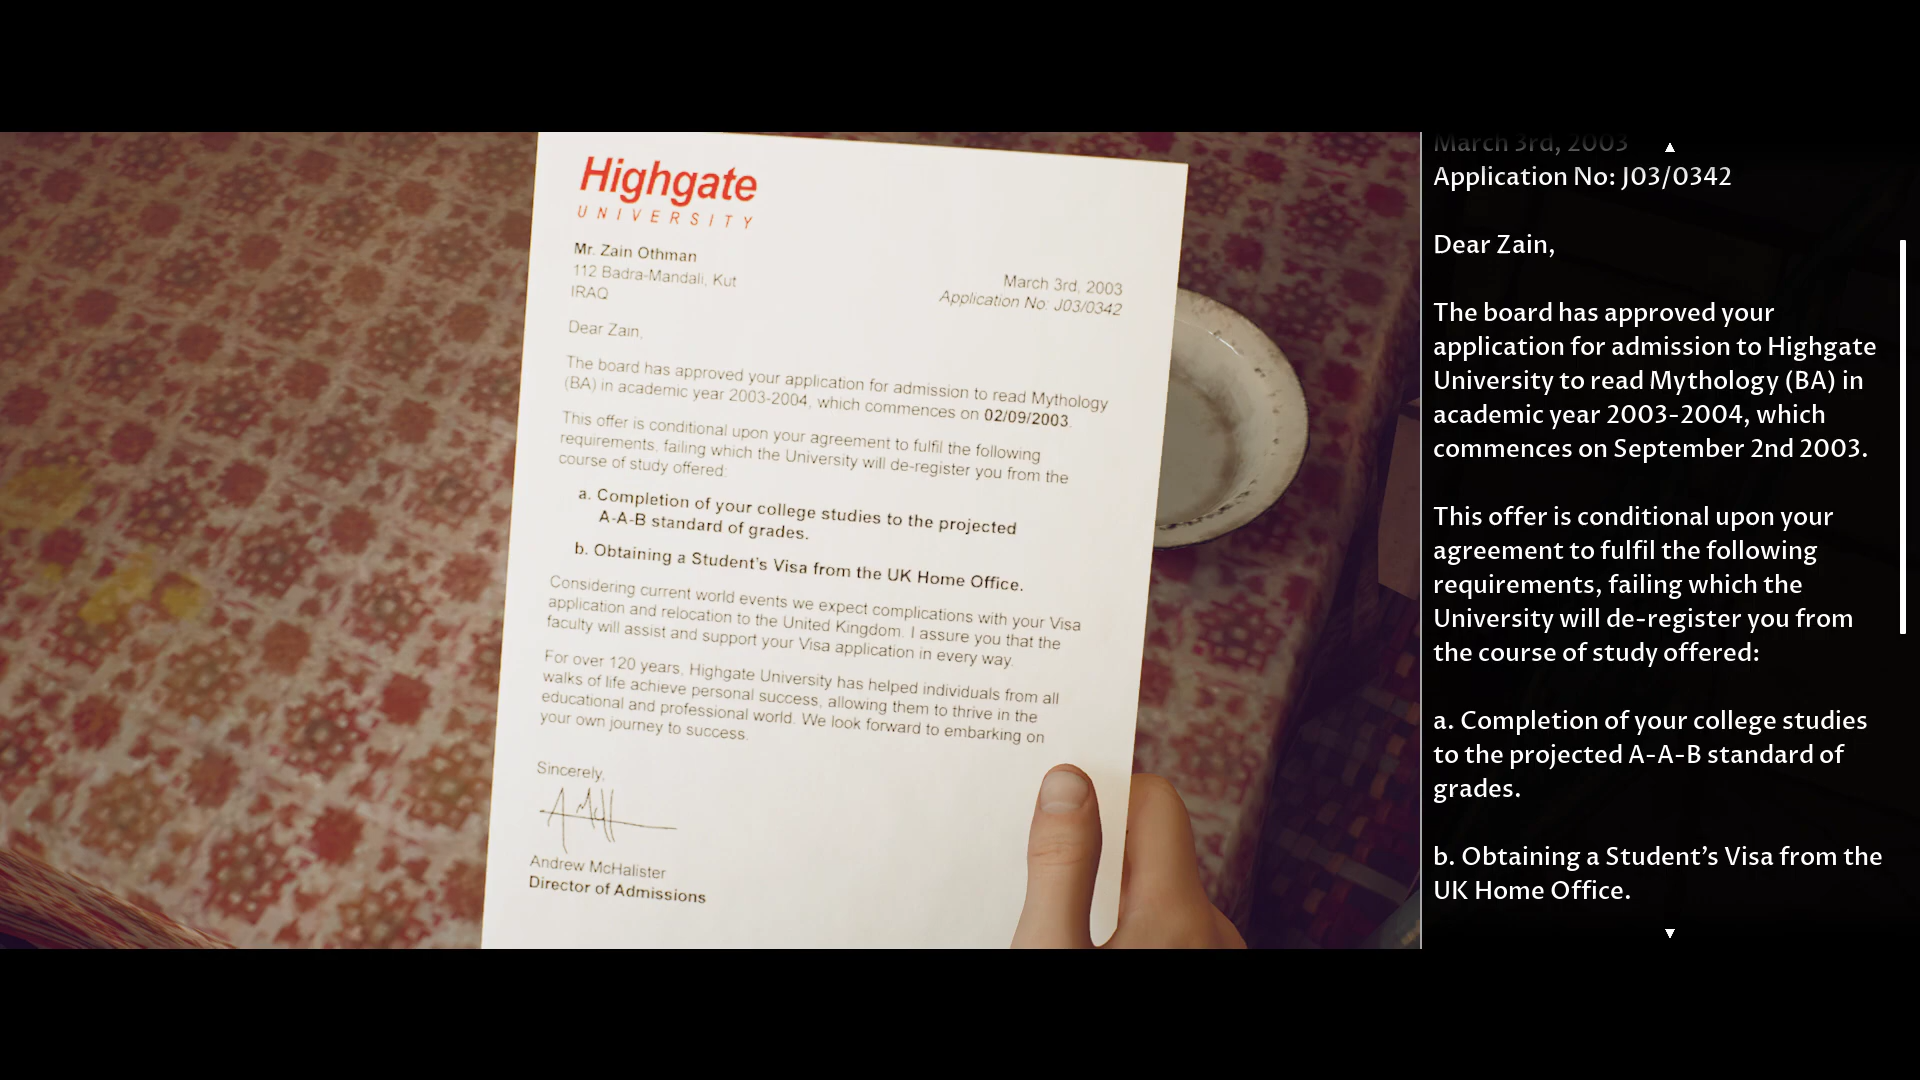 Highgate
UNIVERSITY
Mr. Zain Othman
112 Badra-Mandali, Kut
IRAQ
March 3rd, 2003
Application No: J03/0342
Dear Zain,
The board has approved your application for admission to read Mythology
(BA) in academic year 2003-2004, which commences on 02/09/2003.
This offer is conditional upon your agreement to fulfil the following
requirements, failing which the University will de-register you from the
course of study offered:
a. Completion of your college studies to the projected
A-A-B standard of grades.
b. Obtaining a Student's Visa from the UK Home Office.
Considering current world events we expect complications with your Visa
application and relocation to the United Kingdom. I assure you that the
faculty will assist and support your Visa application in every way.
For over 120 years, Highgate University has helped individuals from all
walks of life achieve personal success, allowing them to thrive in the
educational and professional world. We look forward to embarking on
your own journey to success.
Sincerely,
Andrew McHalister
Director of Admissions
March 3rd, 2003
Application No: J03/0342
Dear Zain,
The board has approved your
application for admission to Highgate
University to read Mythology (BA) in
academic year 2003-2004, which
commences on September 2nd 2003.
This offer is conditional upon your
agreement to fulfil the following
requirements, failing which the
University will de-register you from
the course of study offered:
a. Completion of your college studies
to the projected A-A-B standard of
grades.
b. Obtaining a Student's Visa from the
UK Home Office.